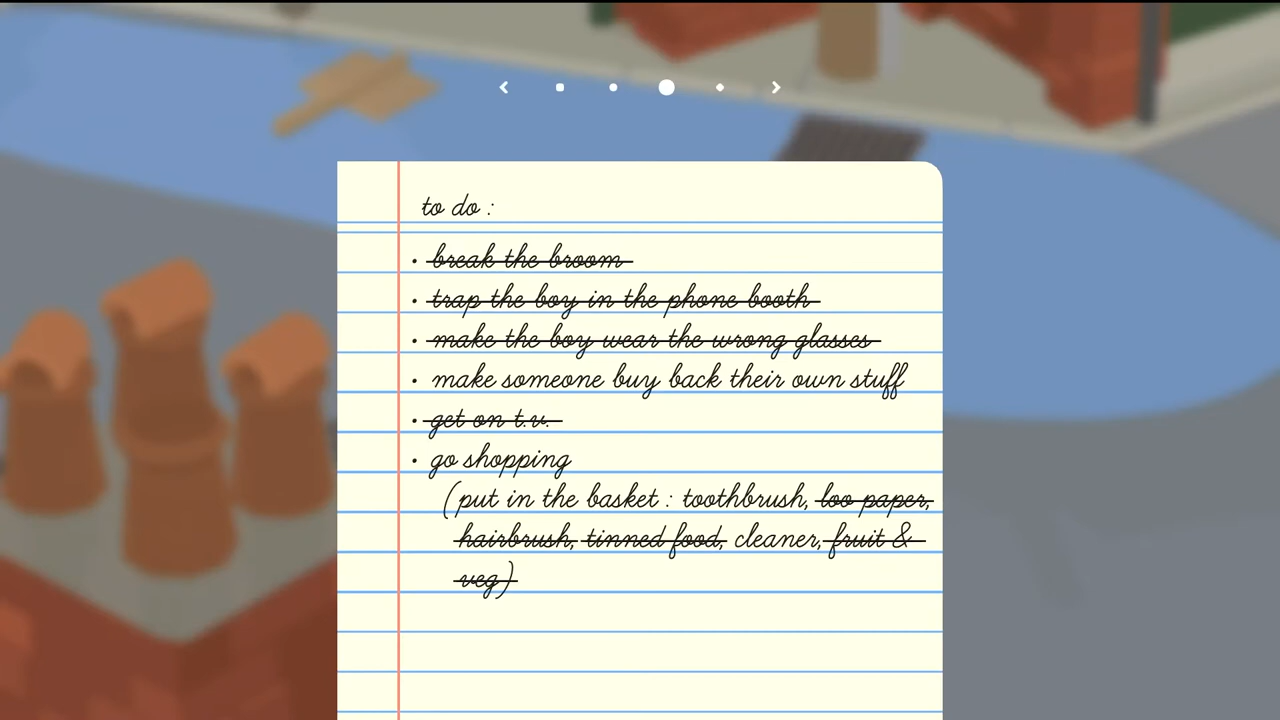 to do :
• break the broom
• trap the boy in the phone booth
• make the boy wear the wrong glasses
• make someone buy back their own stuff
• get on t.v.
• go shopping
(put in the basket : toothbrush, loo paper,
hairbrush, tinned food, cleaner, fruit &
veg)